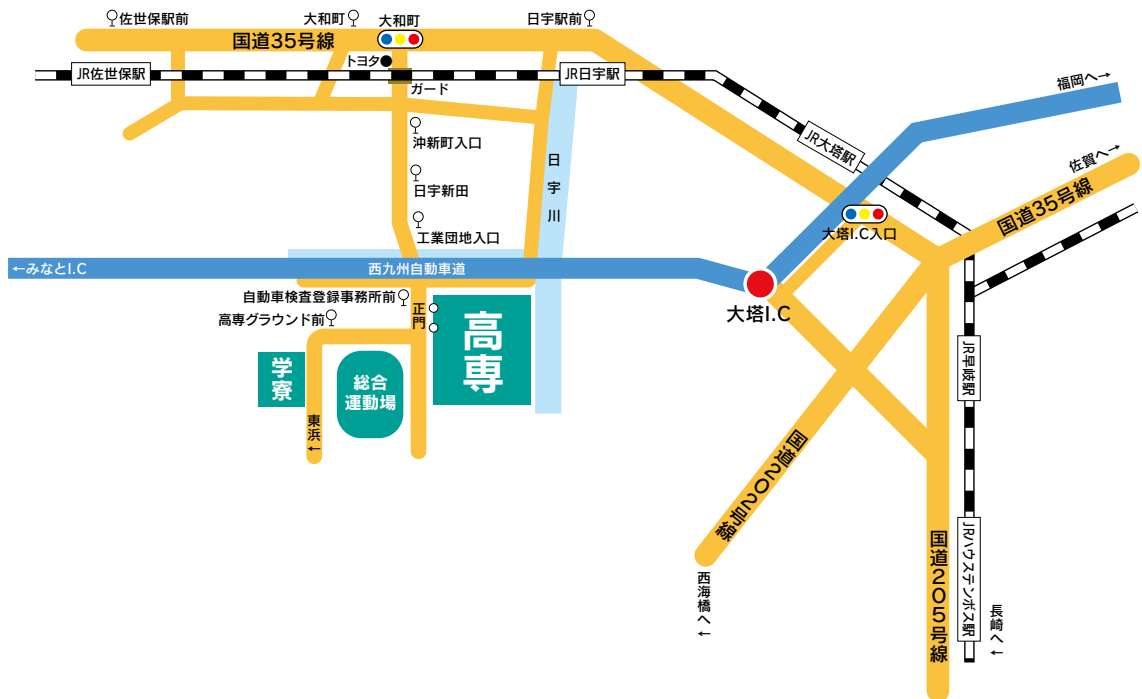 佐世保駅前
大和町
大和町
日宇駅前
国道35号線
トヨタ
JR佐世保駅
JR日宇駅
ガード
福岡へ→
JR大塔駅
佐賀へ→
沖新町入口
日宇新田
工業団地入口
日宇川
国道35号線
大塔I.C入口
←みなとI.C
西九州自動車道
大塔I.C
自動車検査登録事務所前
高専グラウンド前
正門
高専
学寮
総合
運動場
東浜←
JR早岐駅
国道202号線
西海橋へ←
国道205号線
JRハウステンボス駅
長崎へ←